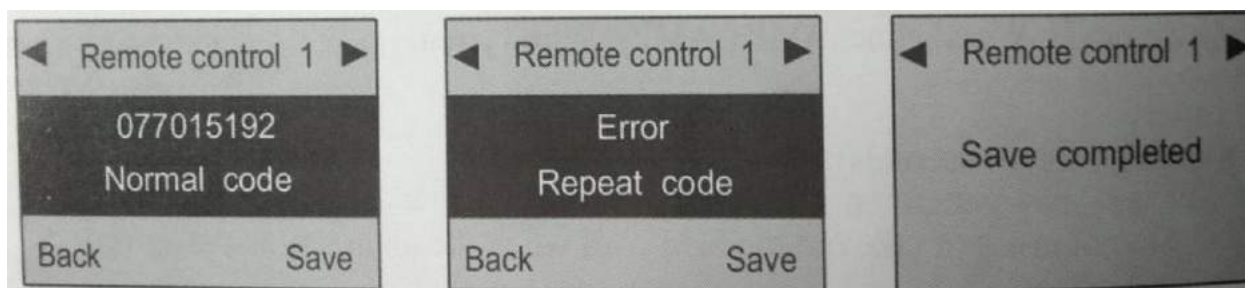 ◀ Remote control 1 ▶
077015192
Normal code
Back Save
◀ Remote control 1 ▶
Error
Repeat code
Back Save
◀ Remote control 1 ▶
Save completed